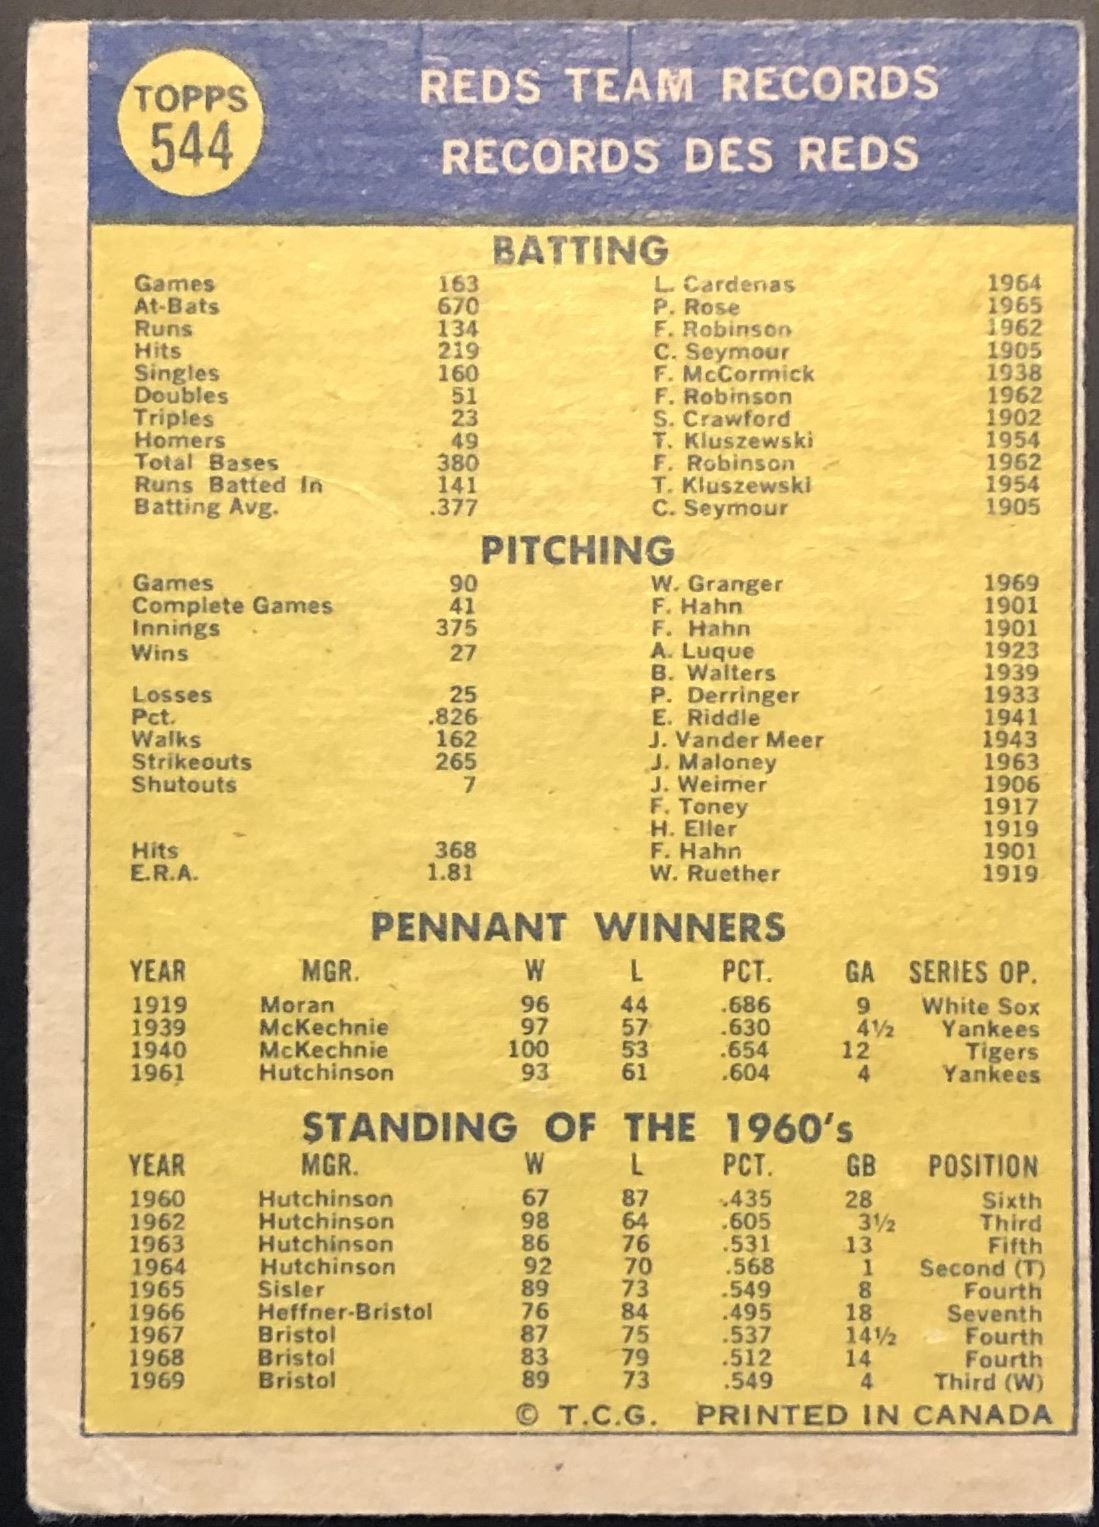 TOPPS
544
REDS TEAM RECORDS
RECORDS DES REDS
BATTING
Games 163 L. Cardenas 1964
At-Bats 670 P. Rose 1965
Runs 134 F. Robinson 1962
Hits 219 C. Seymour 1905
Singles 160 F. McCormick 1938
Doubles 51 F. Robinson 1962
Triples 23 S. Crawford 1902
Homers 49 T. Kluszewski 1954
Total Bases 380 F. Robinson 1962
Runs Batted In 141 T. Kluszewski 1954
Batting Avg. .377 C. Seymour 1905
PITCHING
Games 90 W. Granger 1969
Complete Games 41 F. Hahn 1901
Innings 375 F. Hahn 1901
Wins 27 A. Luque 1923
B. Walters 1939
Losses 25 P. Derringer 1933
Pct. .826 E. Riddle 1941
Walks 162 J. Vander Meer 1943
Strikeouts 265 J. Maloney 1963
Shutouts 7 J. Weimer 1906
F. Toney 1917
H. Eller 1919
Hits 368 F. Hahn 1901
E.R.A. 1.81 W. Ruether 1919
PENNANT WINNERS
YEAR MGR. W L PCT. GA SERIES OP.
1919 Moran 96 44 .686 9 White Sox
1939 McKechnie 97 57 .630 4½ Yankees
1940 McKechnie 100 53 .654 12 Tigers
1961 Hutchinson 93 61 .604 4 Yankees
STANDING OF THE 1960's
YEAR MGR. W L PCT. GB POSITION
1960 Hutchinson 67 87 .435 28 Sixth
1962 Hutchinson 98 64 .605 3½ Third
1963 Hutchinson 86 76 .531 13 Fifth
1964 Hutchinson 92 70 .568 1 Second (T)
1965 Sisler 89 73 .549 8 Fourth
1966 Heffner-Bristol 76 84 .495 18 Seventh
1967 Bristol 87 75 .537 14½ Fourth
1968 Bristol 83 79 .512 14 Fourth
1969 Bristol 89 73 .549 4 Third (W)
© T.C.G. PRINTED IN CANADA